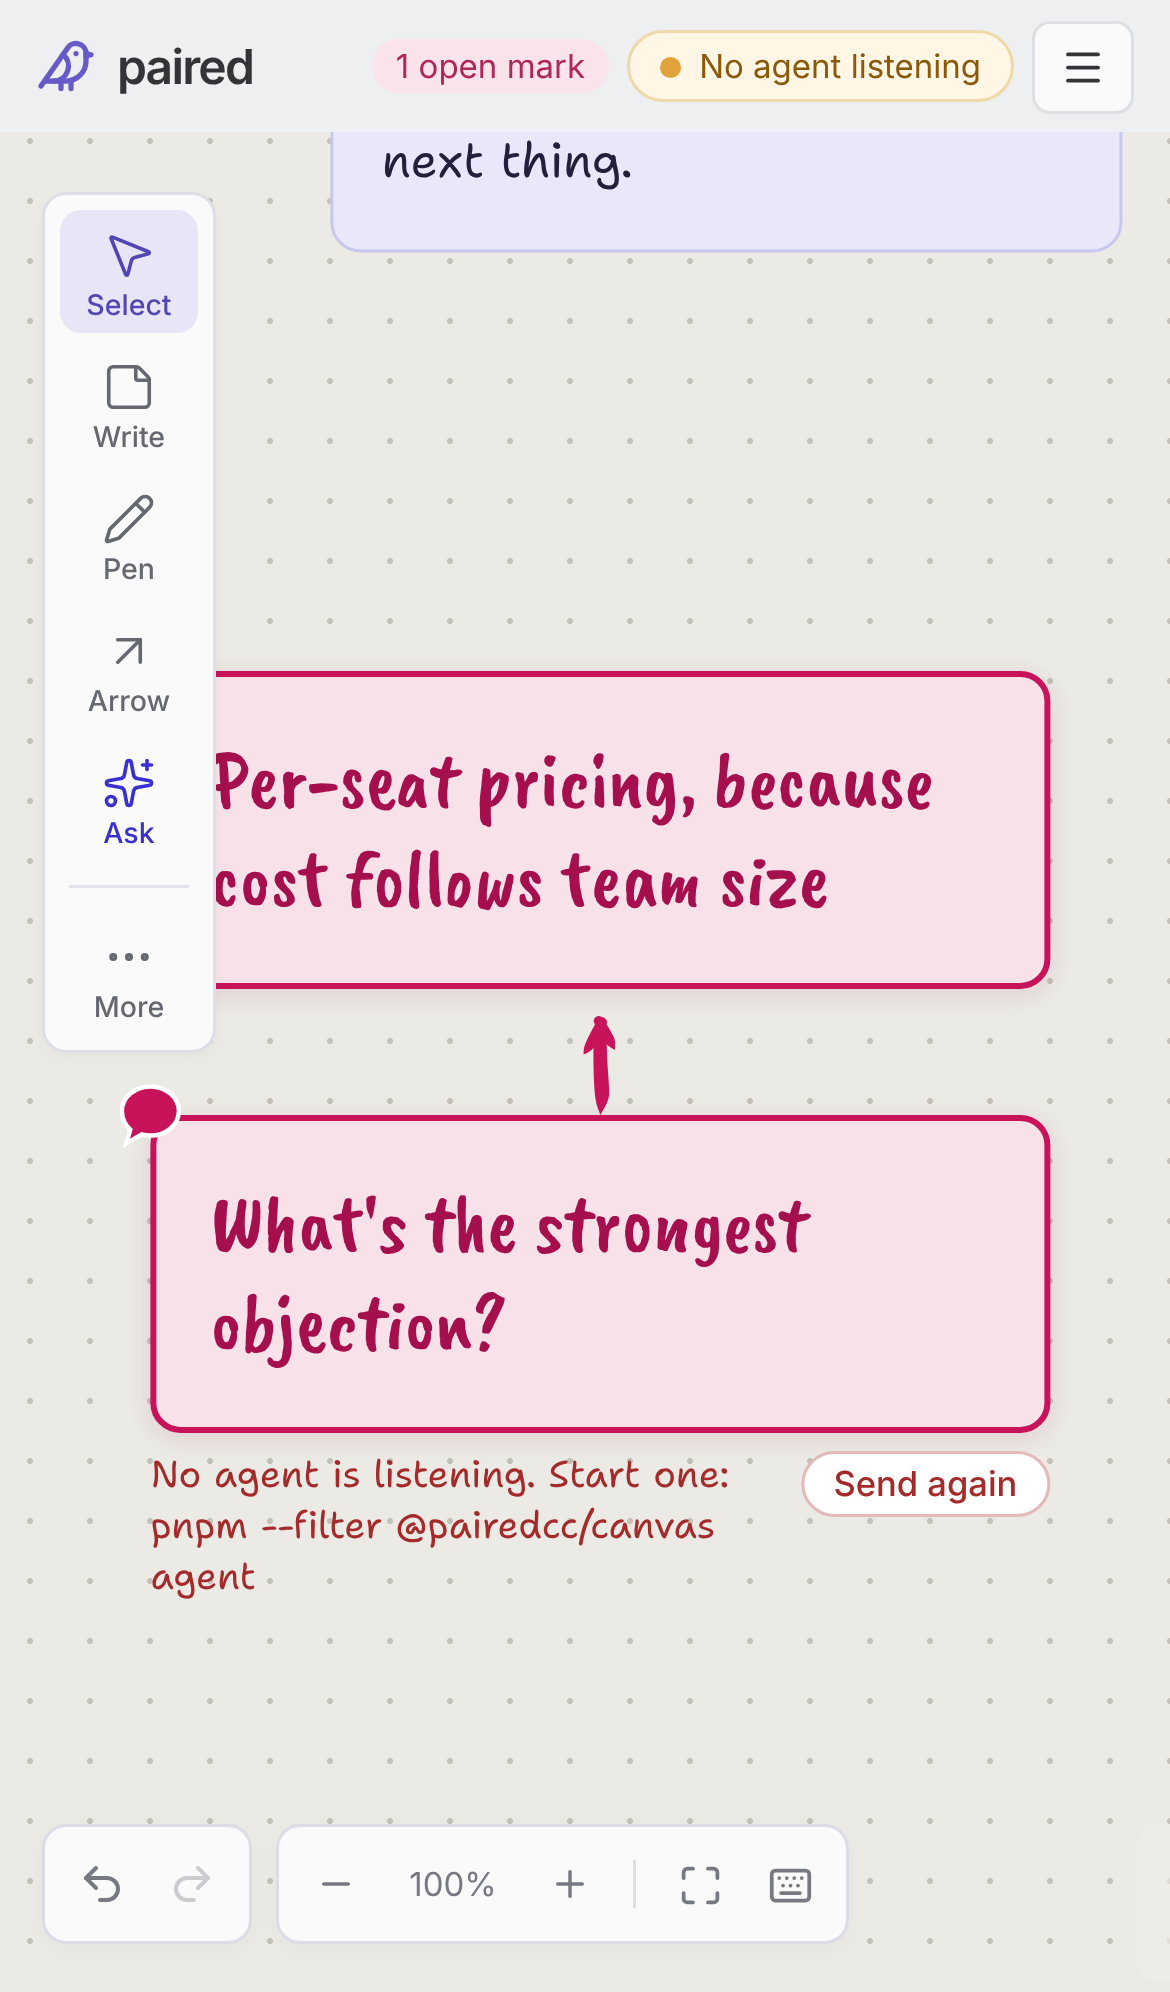 paired
1 open mark
No agent listening
next thing.
Select
Write
Pen
Arrow
Ask
More
Per-seat pricing, because
cost follows team size
What's the strongest
objection?
No agent is listening. Start one:
pnpm --filter @pairedcc/canvas
agent
Send again
100%